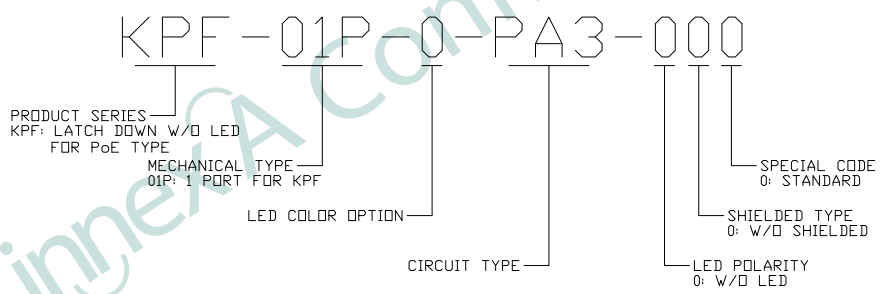 KPF-01P-0-PA3-000
PRODUCT SERIES
KPF: LATCH DOWN W/O LED
FOR PoE TYPE
MECHANICAL TYPE
01P: 1 PORT FOR KPF
LED COLOR OPTION
CIRCUIT TYPE
SPECIAL CODE
0: STANDARD
SHIELDED TYPE
0: W/O SHIELDED
LED POLARITY
0: W/O LED